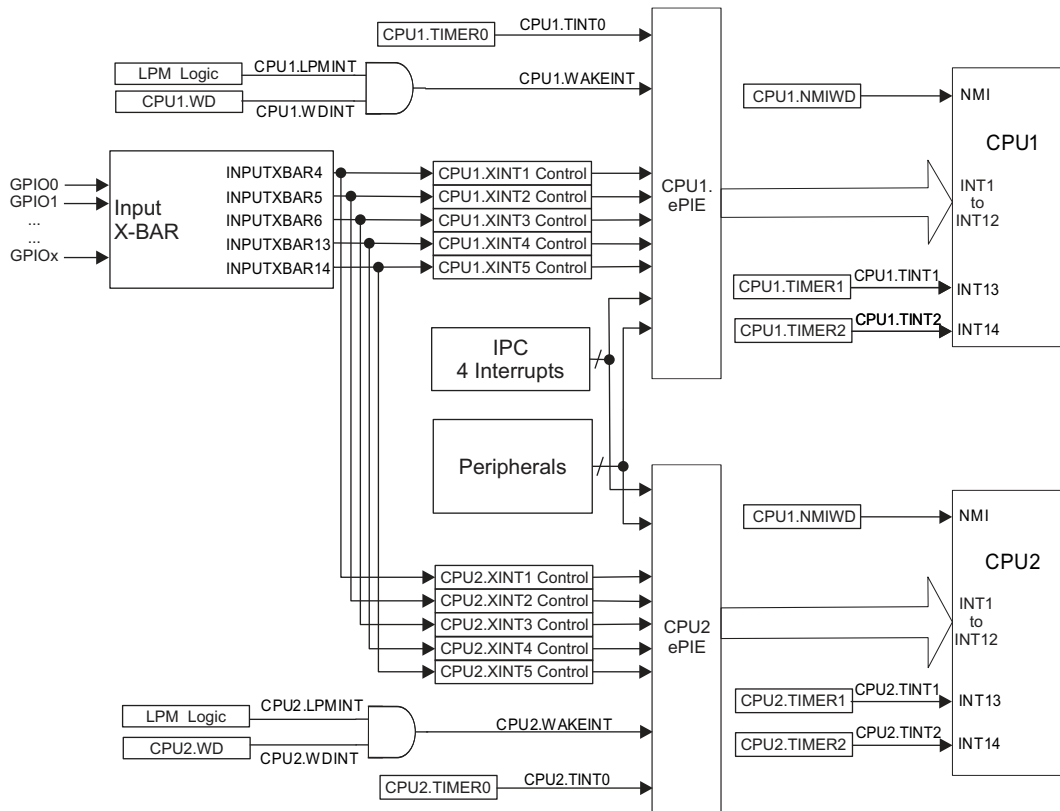 CPU1.TIMER0
CPU1.TINT0
LPM Logic
CPU1.LPMINT
CPU1.WD
CPU1.WDINT
CPU1.WAKEINT
CPU1.NMIWD
NMI
CPU1
GPIO0
GPIO1
...
...
GPIOx
Input
X-BAR
INPUTXBAR4
INPUTXBAR5
INPUTXBAR6
INPUTXBAR13
INPUTXBAR14
CPU1.XINT1 Control
CPU1.XINT2 Control
CPU1.XINT3 Control
CPU1.XINT4 Control
CPU1.XINT5 Control
CPU1.
ePIE
INT1
to
INT12
CPU1.TIMER1
CPU1.TINT1
INT13
CPU1.TIMER2
CPU1.TINT2
INT14
IPC
4 Interrupts
Peripherals
CPU1.NMIWD
NMI
CPU2
CPU2.XINT1 Control
CPU2.XINT2 Control
CPU2.XINT3 Control
CPU2.XINT4 Control
CPU2.XINT5 Control
CPU2
ePIE
INT1
to
INT12
CPU2.TIMER1
CPU2.TINT1
INT13
CPU2.TIMER2
CPU2.TINT2
INT14
LPM Logic
CPU2.LPMINT
CPU2.WD
CPU2.WDINT
CPU2.WAKEINT
CPU2.TIMER0
CPU2.TINT0